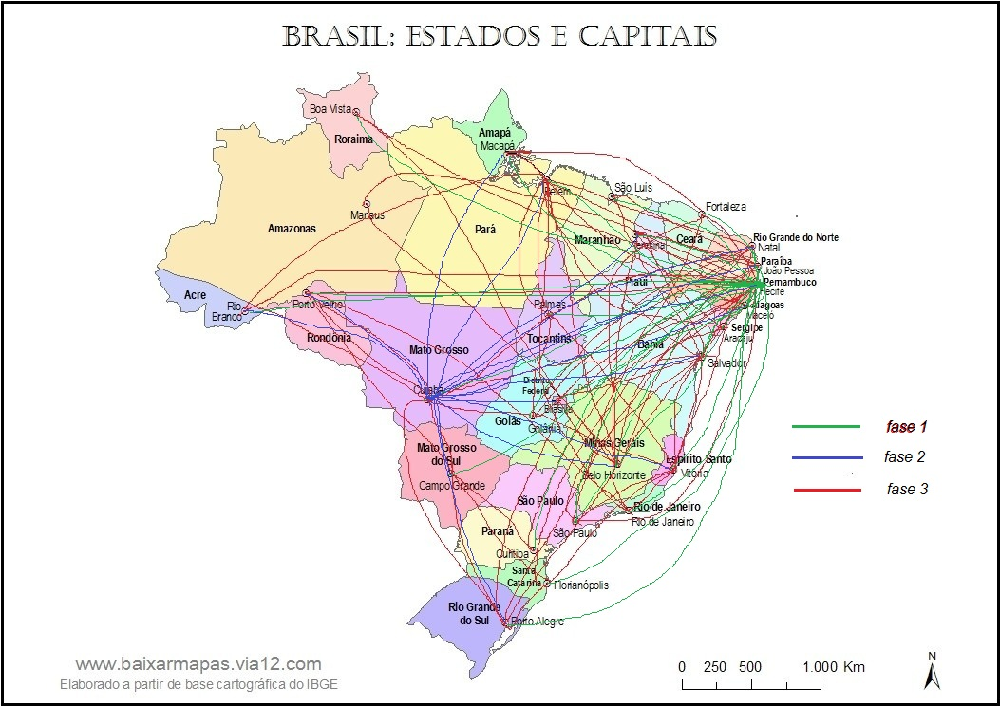 BRASIL: ESTADOS E CAPITAIS
Boa Vista
Roraima
Amapá
Macapá
Belém
São Luis
Fortaleza
Manaus
Amazonas
Pará
Maranhão
Teresina
Ceará
Rio Grande do Norte
Natal
Paraíba
João Pessoa
Pernambuco
Recife
Alagoas
Maceió
Sergipe
Aracaju
Piauí
Acre
Rio
Branco
Porto Velho
Rondônia
Palmas
Tocantins
Mato Grosso
Bahia
Salvador
Cuiabá
Distrito
Federal
Brasília
Goiás
Goiânia
Minas Gerais
Belo Horizonte
Espírito Santo
Vitória
Mato Grosso
do Sul
Campo Grande
São Paulo
São Paulo
Rio de Janeiro
Rio de Janeiro
Paraná
Curitiba
Santa
Catarina
Florianópolis
Rio Grande
do Sul
Porto Alegre
fase 1
fase 2
fase 3
www.baixarmapas.via12.com
Elaborado a partir de base cartográfica do IBGE
0 250 500 1.000 Km
N